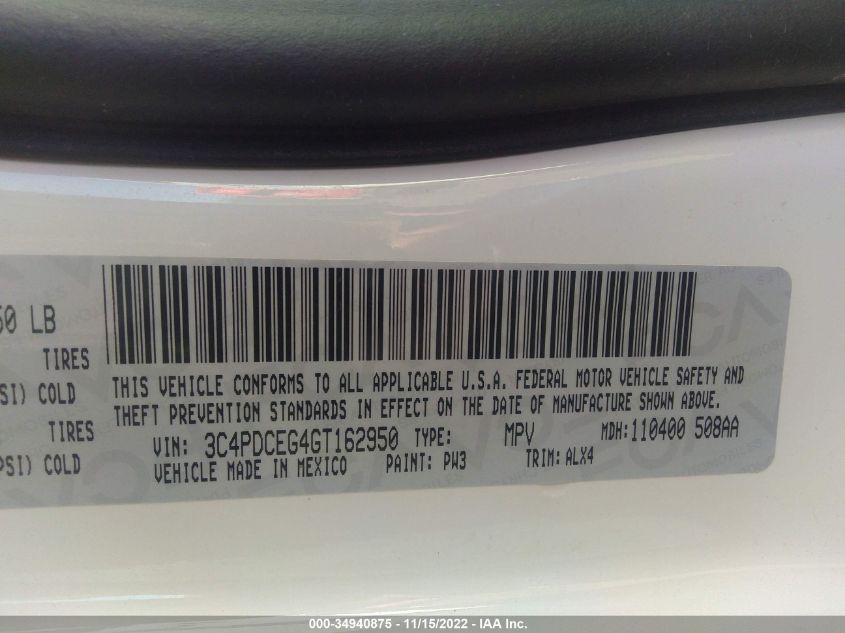 50 LB
TIRES
SI) COLD
TIRES
PSI) COLD
THIS VEHICLE CONFORMS TO ALL APPLICABLE U.S.A. FEDERAL MOTOR VEHICLE SAFETY AND
THEFT PREVENTION STANDARDS IN EFFECT ON THE DATE OF MANUFACTURE SHOWN ABOVE.
VIN: 3C4PDCEG4GT162950 TYPE: MPV MDH:110400 508AA
VEHICLE MADE IN MEXICO PAINT: PW3 TRIM:ALX4
000-34940875 - 11/15/2022 - IAA Inc.